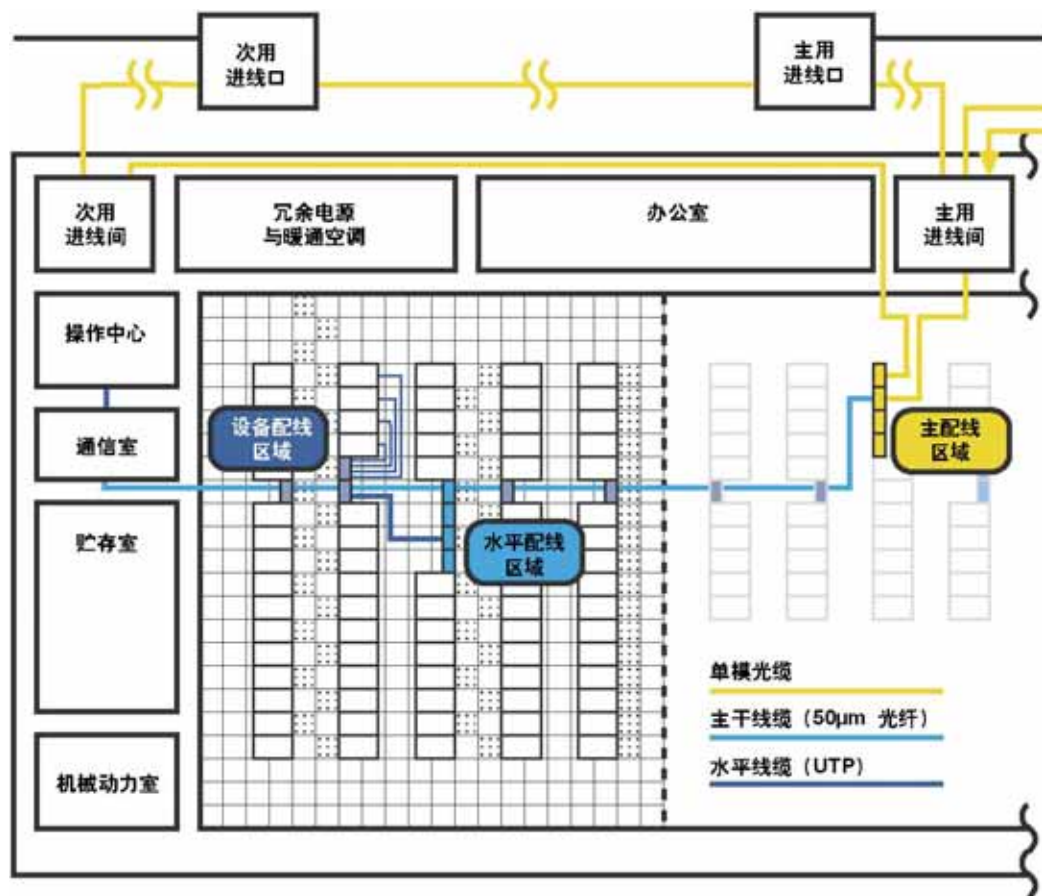 次用
进线口
主用
进线口
次用
进线间
冗余电源
与暖通空调
办公室
主用
进线间
操作中心
通信室
设备配线
区域
主配线
区域
贮存室
水平配线
区域
机械动力室
单模光缆
主干线缆（50μm 光纤）
水平线缆（UTP）